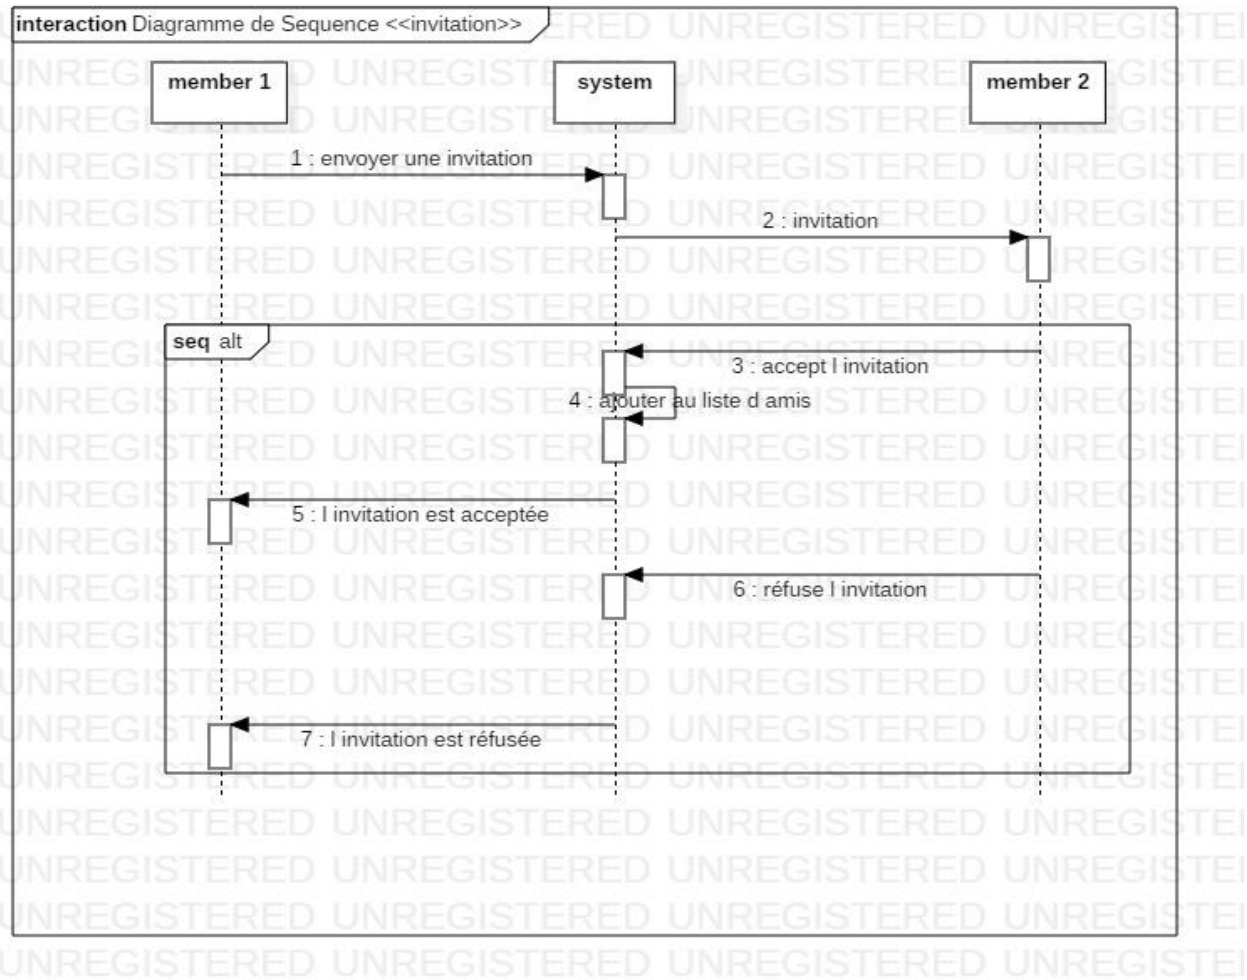 interaction Diagramme de Sequence <<invitation>>
member 1
system
member 2
1 : envoyer une invitation
2 : invitation
seq alt
3 : accept l invitation
4 : ajouter au liste d amis
5 : l invitation est acceptée
6 : réfuse l invitation
7 : l invitation est réfusée
UNREGISTERED